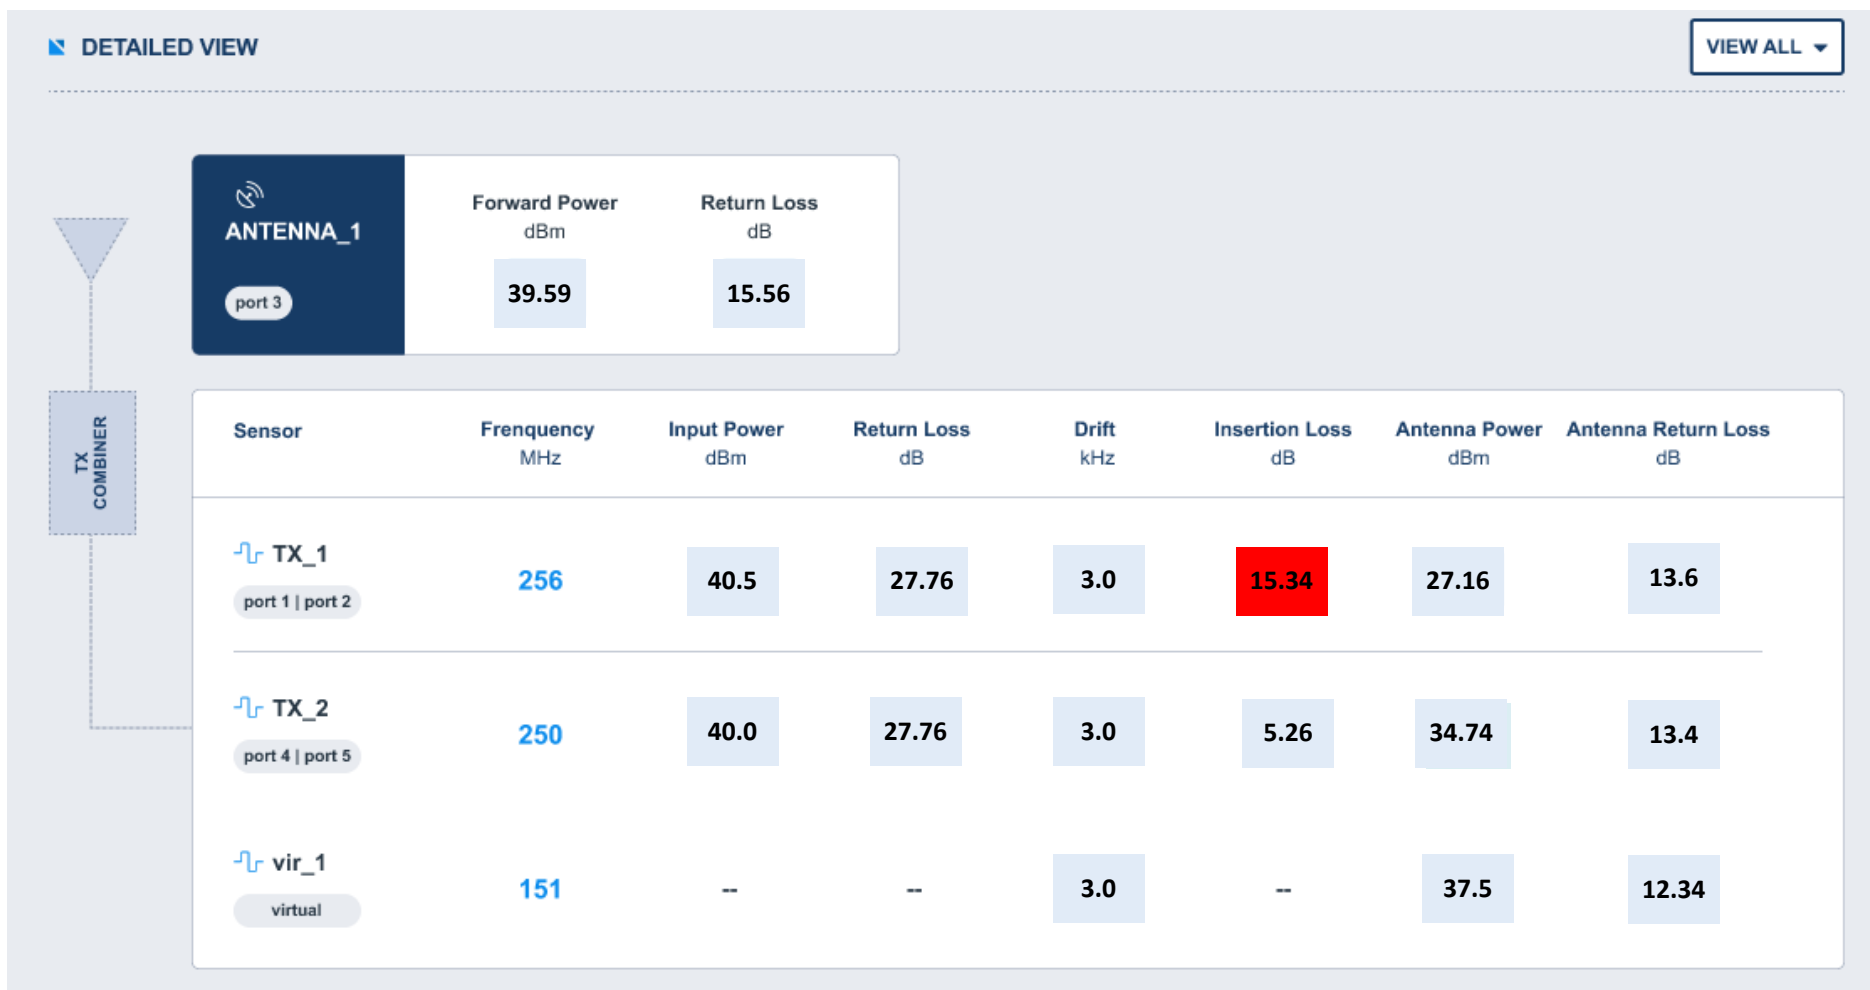 DETAILED VIEW
VIEW ALL
ANTENNA_1
port 3
Forward Power
dBm
39.59
Return Loss
dB
15.56
TX
COMBINER
Sensor
Frenquency
MHz
Input Power
dBm
Return Loss
dB
Drift
kHz
Insertion Loss
dB
Antenna Power
dBm
Antenna Return Loss
dB
TX_1
port 1 | port 2
256
40.5
27.76
3.0
15.34
27.16
13.6
TX_2
port 4 | port 5
250
40.0
27.76
3.0
5.26
34.74
13.4
vir_1
virtual
151
--
--
3.0
--
37.5
12.34